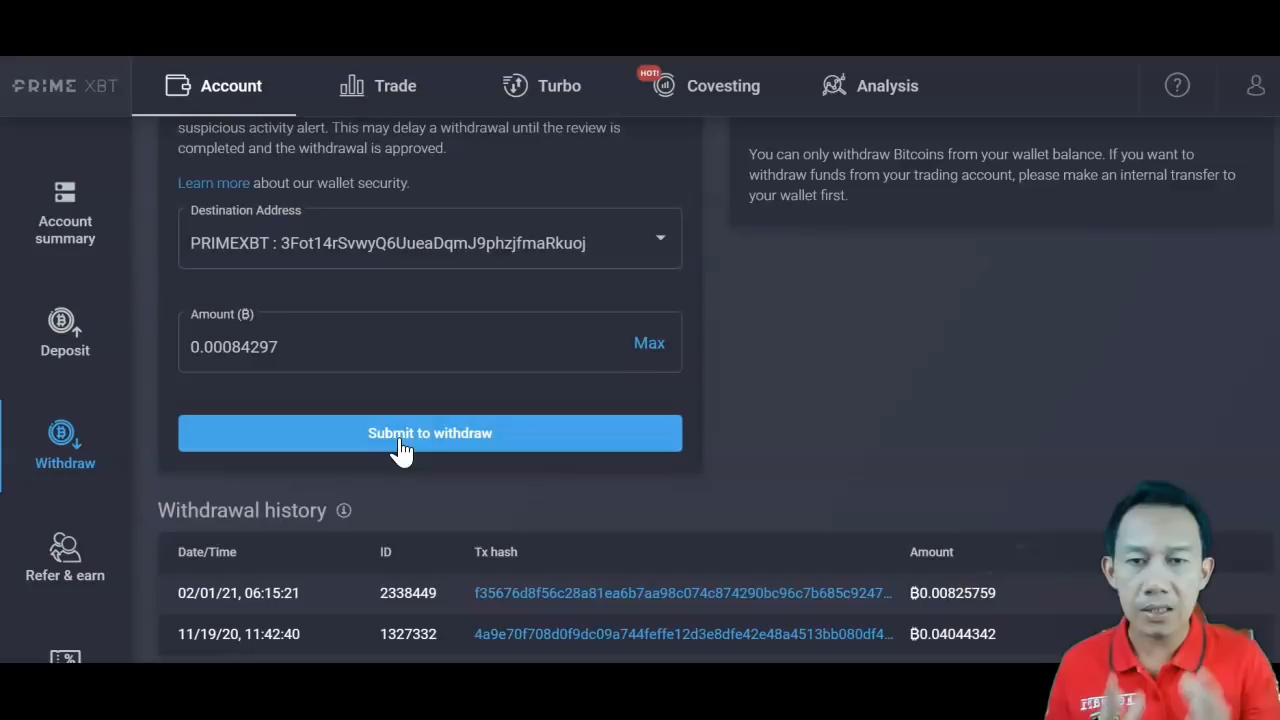 PRIME XBT
Account
Trade
Turbo
HOT!
Covesting
Analysis
?
suspicious activity alert. This may delay a withdrawal until the review is
completed and the withdrawal is approved.
Learn more about our wallet security.
Destination Address
PRIMEXBT : 3Fot14rSvwyQ6UueaDqmJ9phzjfmaRkuoj
Amount (₿)
0.00084297
Max
Submit to withdraw
You can only withdraw Bitcoins from your wallet balance. If you want to
withdraw funds from your trading account, please make an internal transfer to
your wallet first.
Account
summary
Deposit
Withdraw
Refer & earn
Withdrawal history
Date/Time ID Tx hash Amount
02/01/21, 06:15:21 2338449 f35676d8f56c28a81ea6b7aa98c074c874290bc96c7b685c9247... ₿0.00825759
11/19/20, 11:42:40 1327332 4a9e70f708d0f9dc09a744feffe12d3e8dfe42e48a4513bb080df4... ₿0.04044342